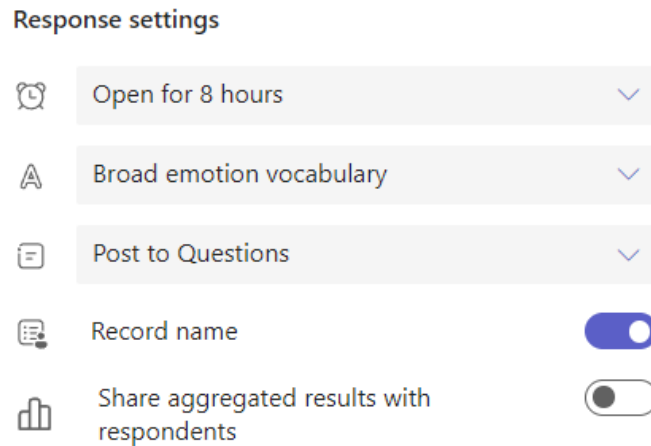 Response settings
Open for 8 hours
Broad emotion vocabulary
Post to Questions
Record name
Share aggregated results with
respondents